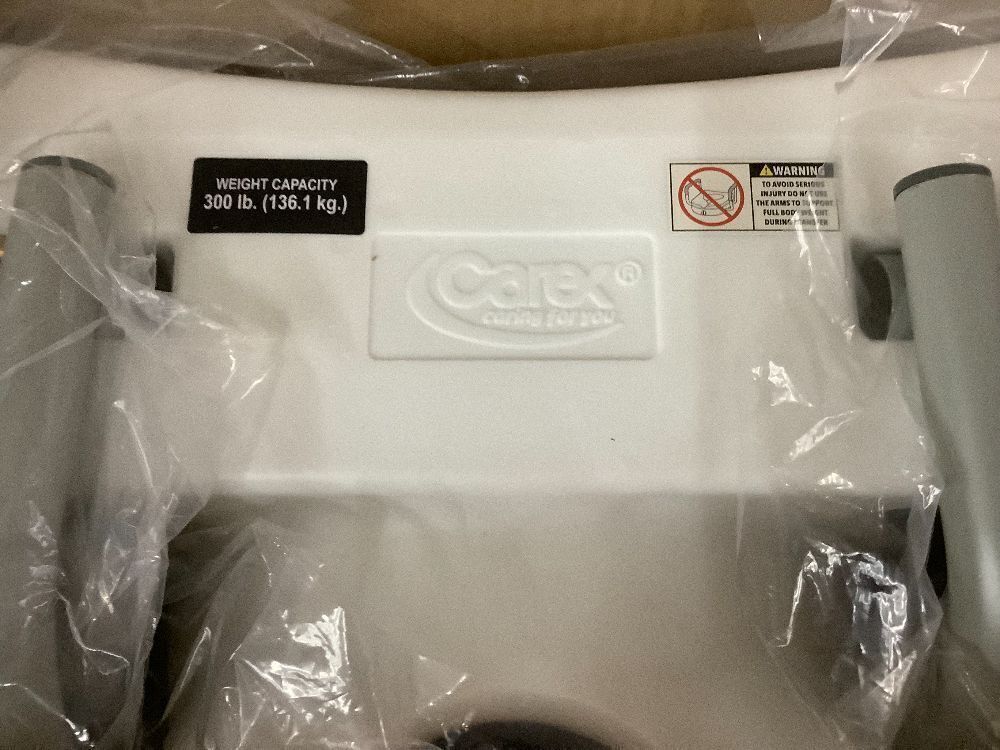 WEIGHT CAPACITY
300 lb. (136.1 kg.)
WARNING
TO AVOID SERIOUS
INJURY DO NOT USE
THE ARMS TO SUPPORT
FULL BODY WEIGHT
DURING TRANSFER
Carex®
caring for you